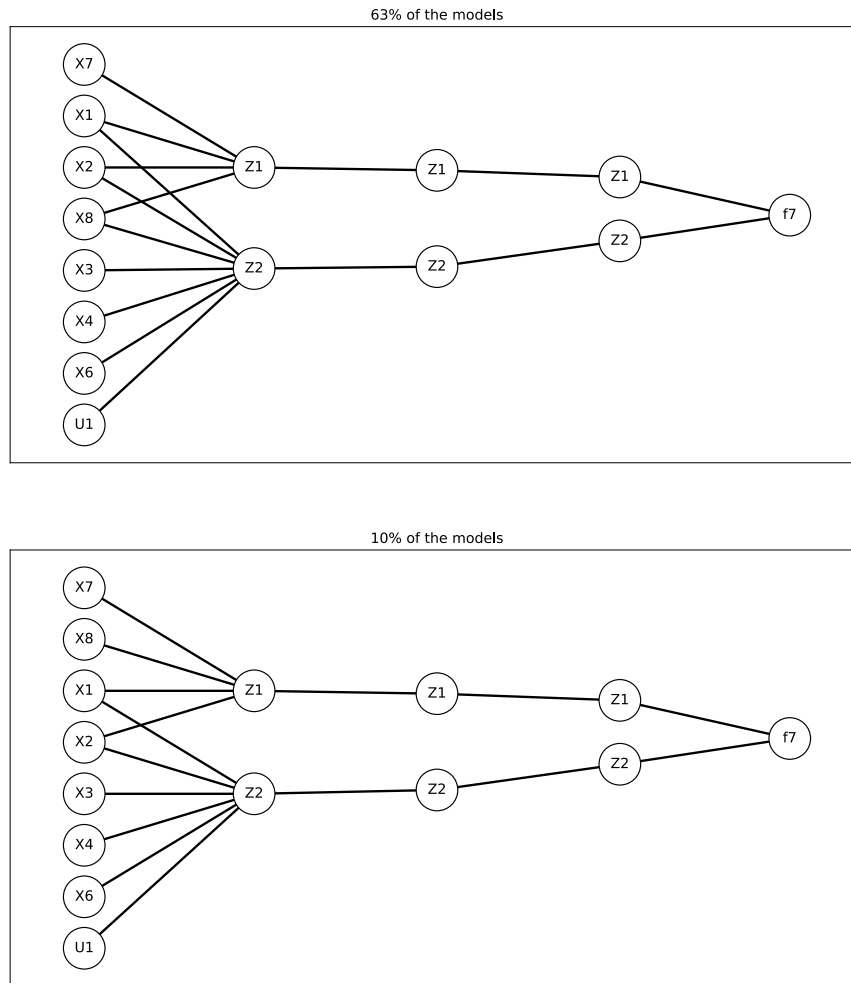 63% of the models
X7
X1
X2
X8
X3
X4
X6
U1
Z1
Z2
Z1
Z2
Z1
Z2
f7
10% of the models
X7
X8
X1
X2
X3
X4
X6
U1
Z1
Z2
Z1
Z2
Z1
Z2
f7